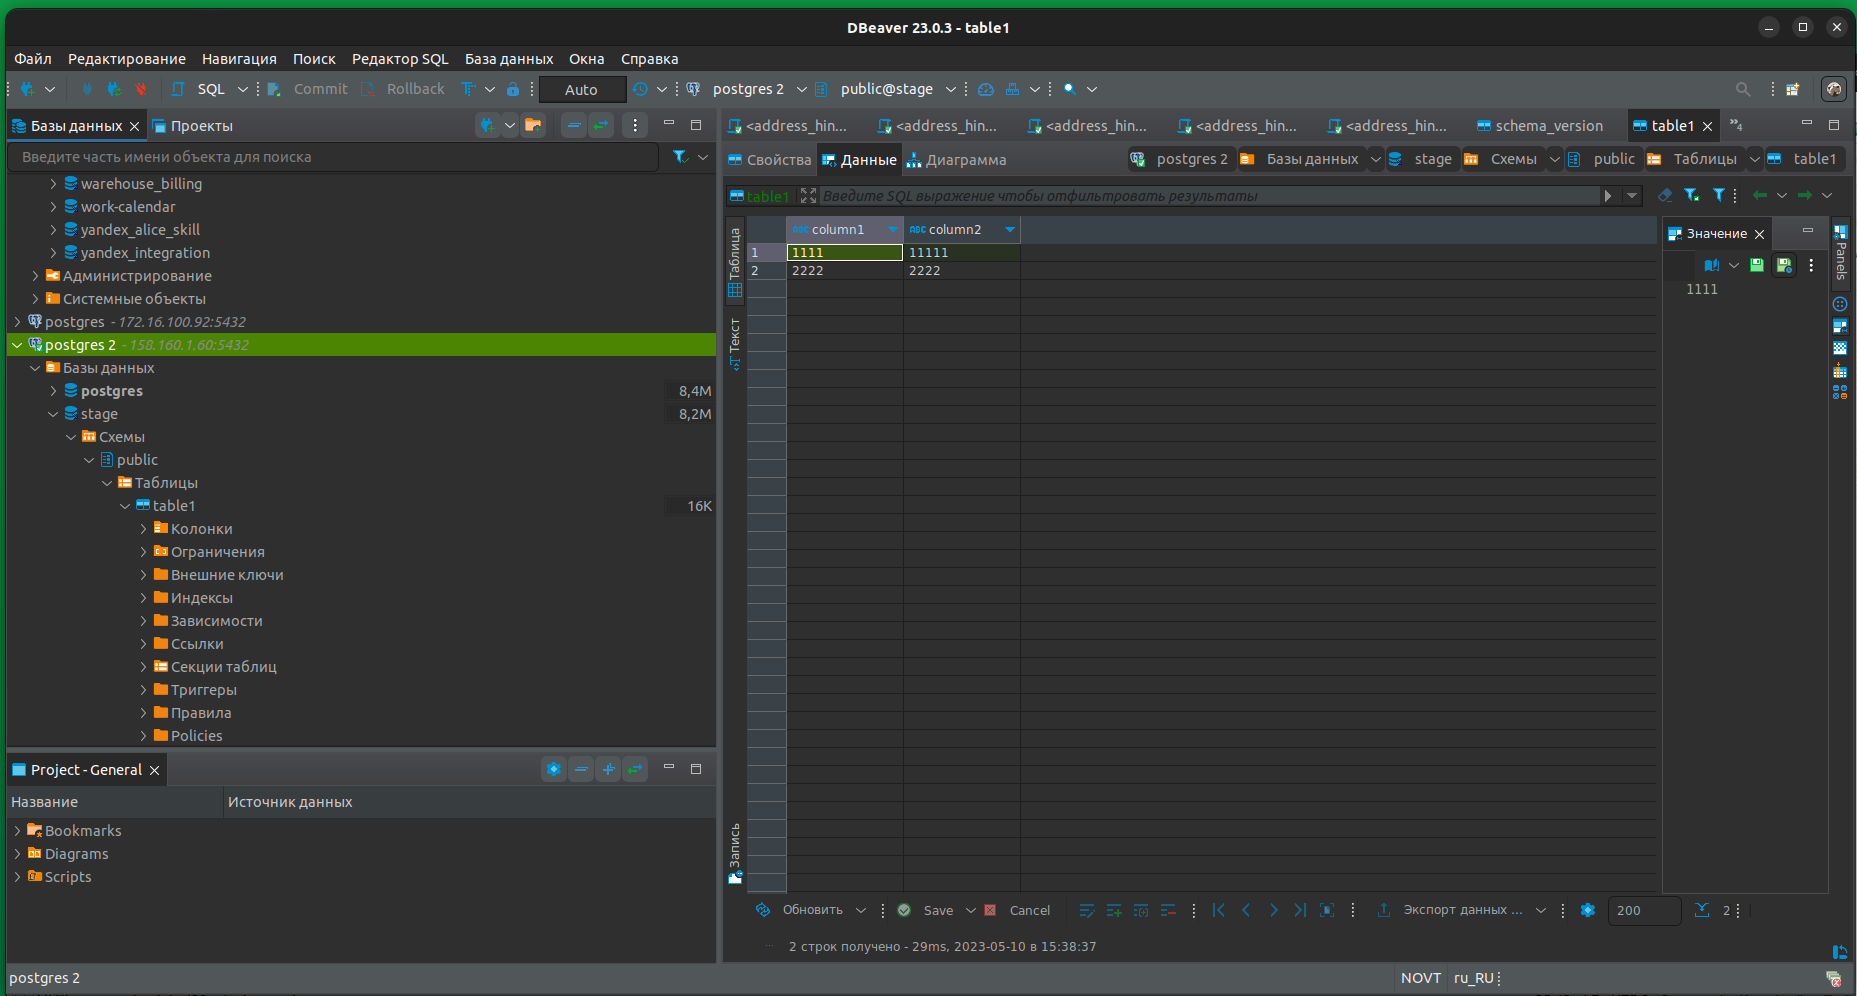 DBeaver 23.0.3 - table1
Файл Редактирование Навигация Поиск Редактор SQL База данных Окна Справка
SQL Commit Rollback Auto postgres 2 public@stage
Базы данных Проекты
Введите часть имени объекта для поиска
warehouse_billing
work-calendar
yandex_alice_skill
yandex_integration
Администрирование
Системные объекты
postgres - 172.16.100.92:5432
postgres 2 - 158.160.1.60:5432
Базы данных
postgres 8,4M
stage 8,2M
Схемы
public
Таблицы
table1 16K
Колонки
Ограничения
Внешние ключи
Индексы
Зависимости
Ссылки
Секции таблиц
Триггеры
Правила
Policies
Project - General
Название Источник данных
Bookmarks
Diagrams
Scripts
<address_hin... <address_hin... <address_hin... <address_hin... <address_hin... schema_version table1 »4
Свойства Данные Диаграмма postgres 2 Базы данных stage Схемы public Таблицы table1
table1 Введите SQL выражение чтобы отфильтровать результаты
Таблица
Текст
Запись
ABC column1 ABC column2
1 1111 11111
2 2222 2222
Значение
1111
Panels
Обновить Save Cancel Экспорт данных ... 200 2
2 строк получено - 29ms, 2023-05-10 в 15:38:37
postgres 2 NOVT ru_RU